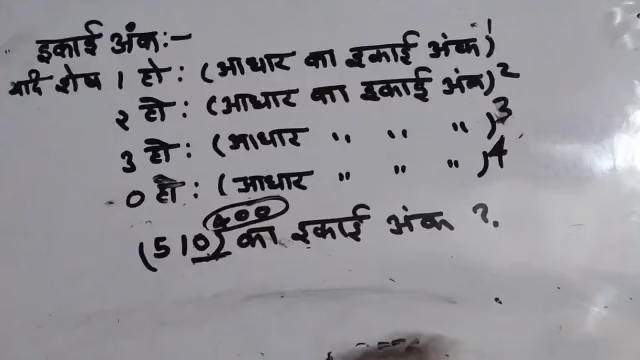 इकाई अंक:-
यदि शेष 1 हो: (आधार का इकाई अंक)¹
2 हो: (आधार का इकाई अंक)²
3 हो: (आधार " " ")³
0 हो: (आधार " " ")⁴
(510)⁴⁰⁰ का इकाई अंक ?.